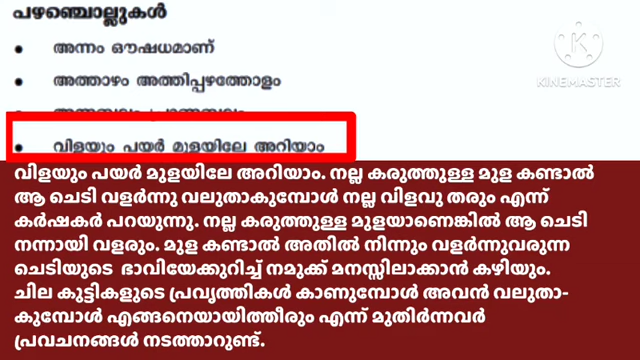 പഴഞ്ചൊല്ലുകൾ
KINEMASTER
• അന്നം ഔഷധമാണ്
• അത്താഴം അത്തിപ്പഴത്തോളം
• വിളയും പയർ മുളയിലേ അറിയാം
വിളയും പയർ മുളയിലേ അറിയാം. നല്ല കരുത്തുള്ള മുള കണ്ടാൽ
ആ ചെടി വളർന്നു വലുതാകുമ്പോൾ നല്ല വിളവു തരും എന്ന്
കർഷകർ പറയുന്നു. നല്ല കരുത്തുള്ള മുളയാണെങ്കിൽ ആ ചെടി
നന്നായി വളരും. മുള കണ്ടാൽ അതിൽ നിന്നും വളർന്നുവരുന്ന
ചെടിയുടെ ഭാവിയേക്കുറിച്ച് നമുക്ക് മനസ്സിലാക്കാൻ കഴിയും.
ചില കുട്ടികളുടെ പ്രവൃത്തികൾ കാണുമ്പോൾ അവൻ വലുതാ-
കുമ്പോൾ എങ്ങനെയായിത്തീരും എന്ന് മുതിർന്നവർ
പ്രവചനങ്ങൾ നടത്താറുണ്ട്.